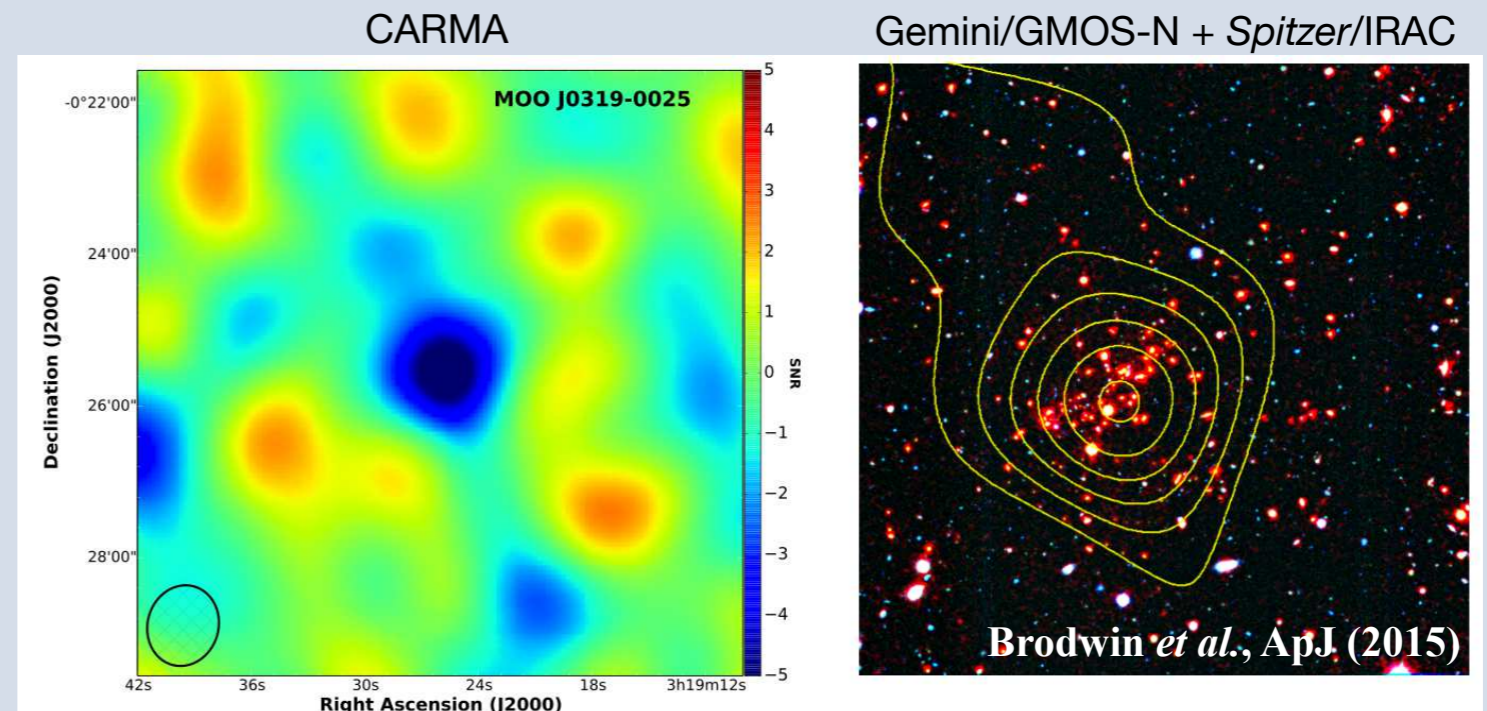 CARMA
Gemini/GMOS-N + Spitzer/IRAC
MOO J0319-0025
-0°22'00"
24'00"
26'00"
28'00"
Declination (J2000)
42s 36s 30s 24s 18s 3h19m12s
Right Ascension (J2000)
5
4
3
2
1
0
−1
−2
−3
−4
−5
SNR
Brodwin et al., ApJ (2015)